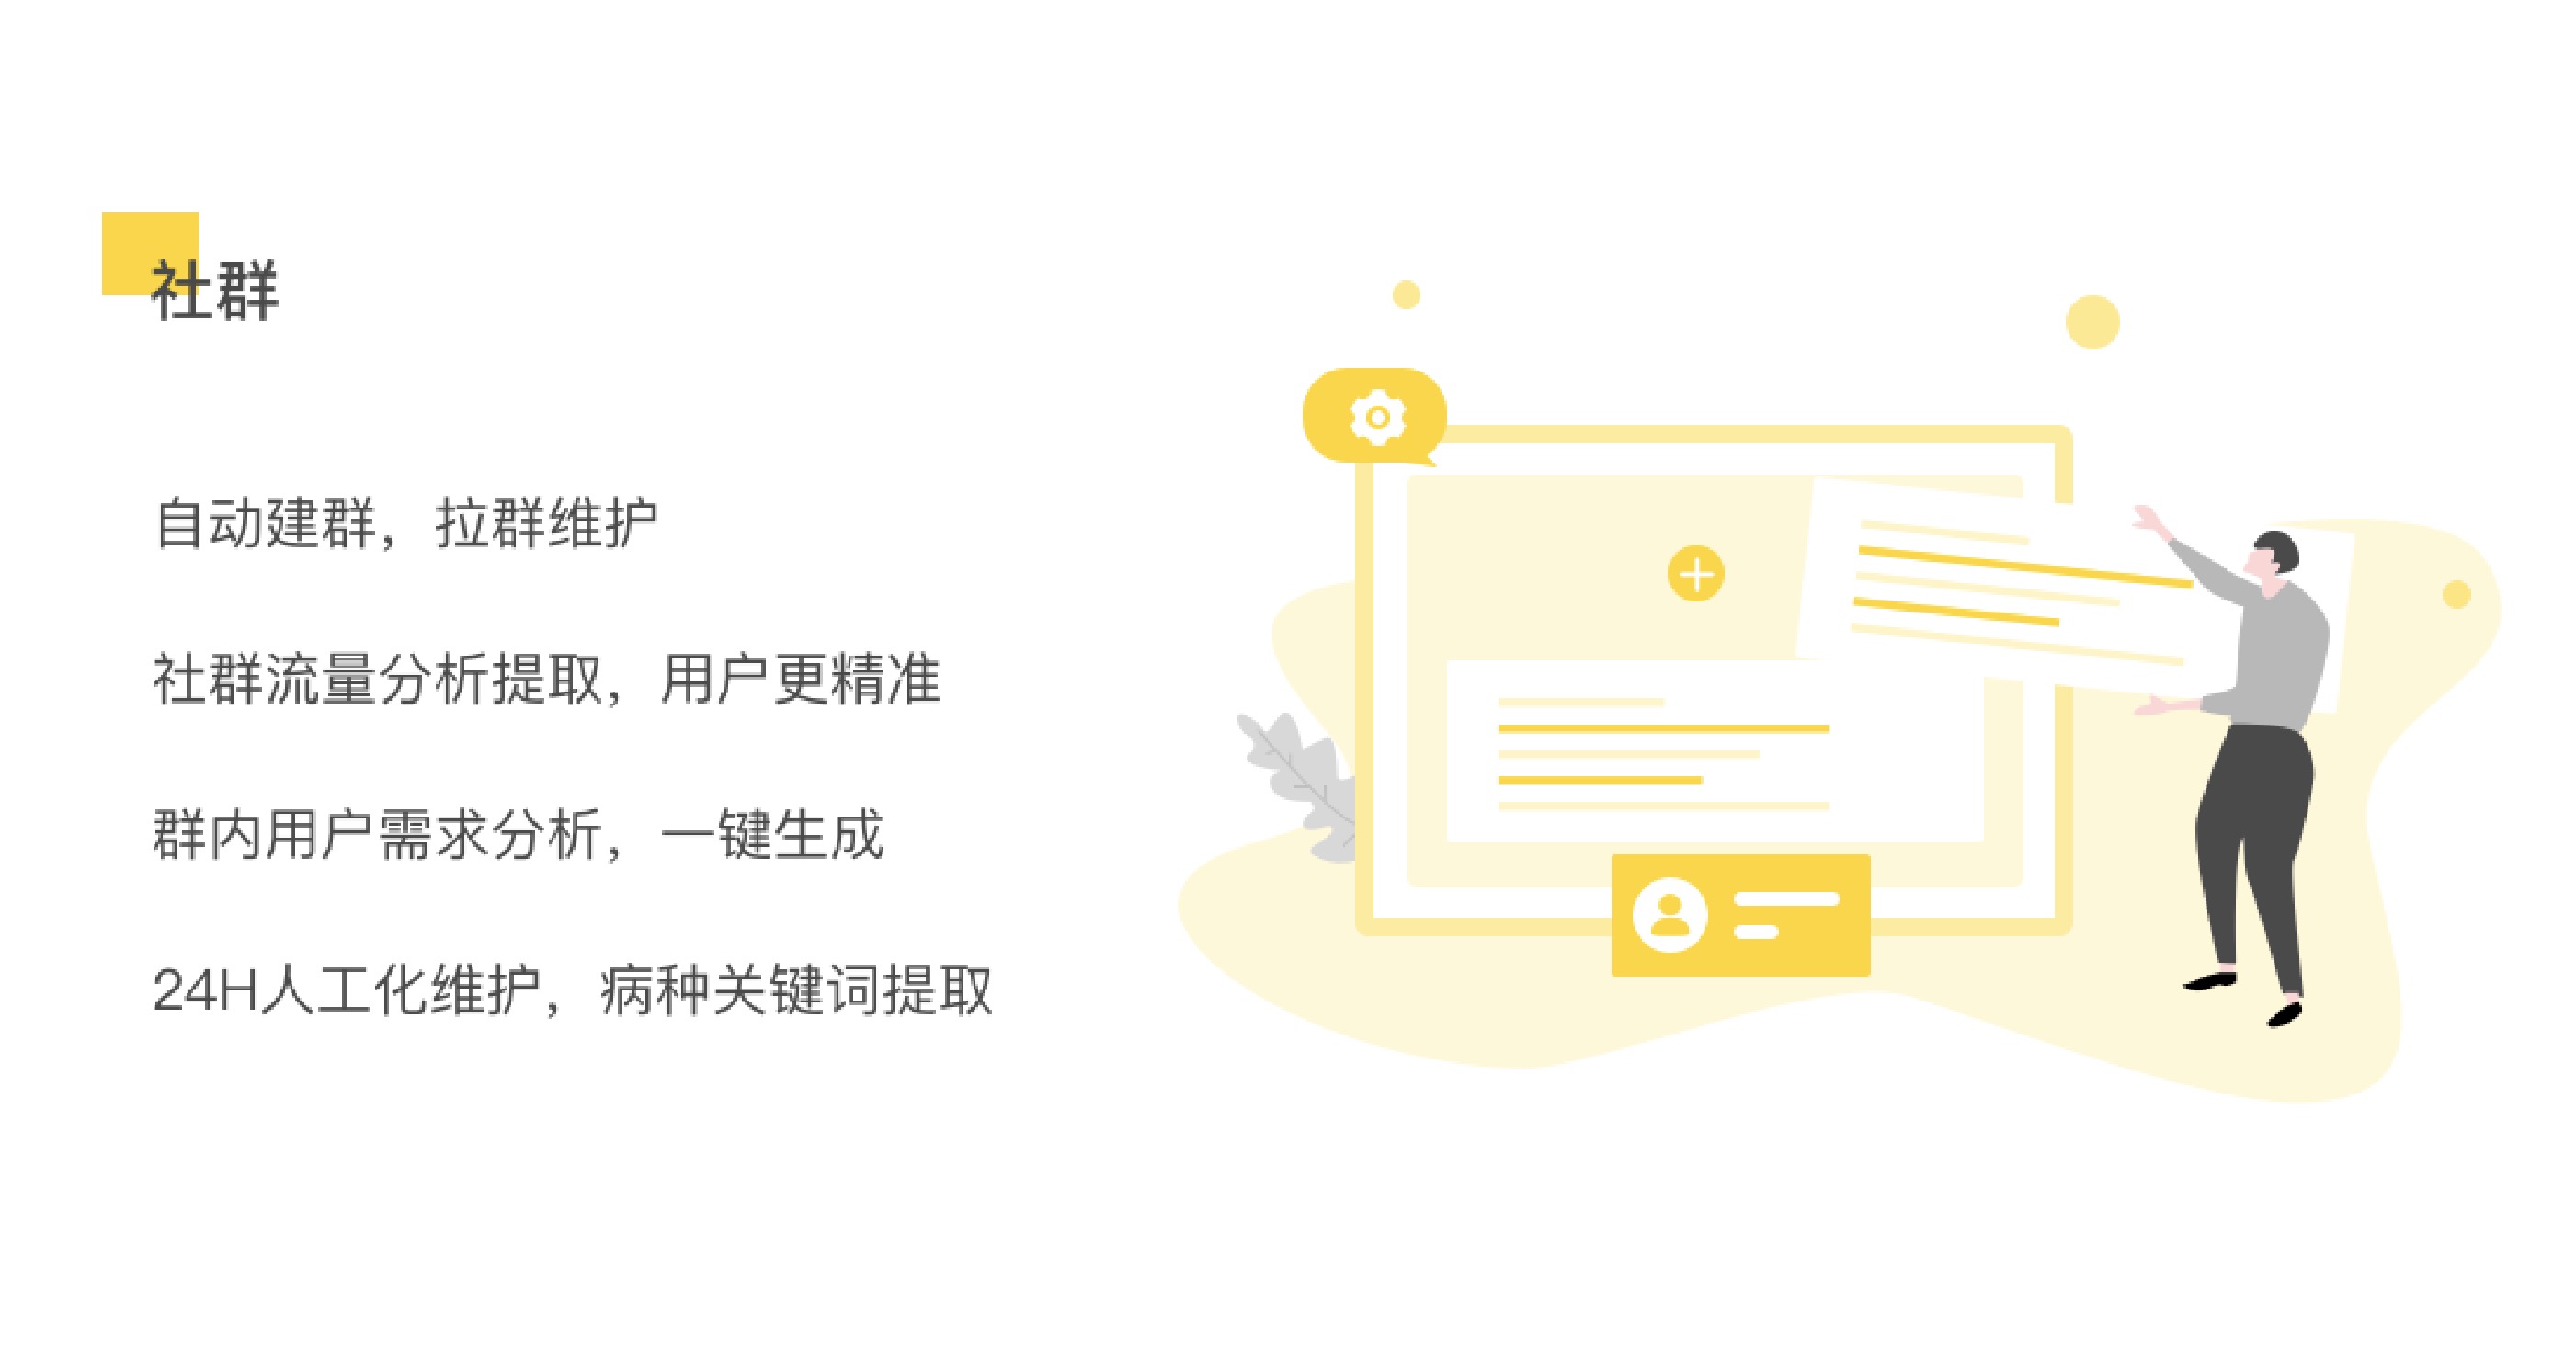 社群
自动建群，拉群维护
社群流量分析提取，用户更精准
群内用户需求分析，一键生成
24H人工化维护，病种关键词提取